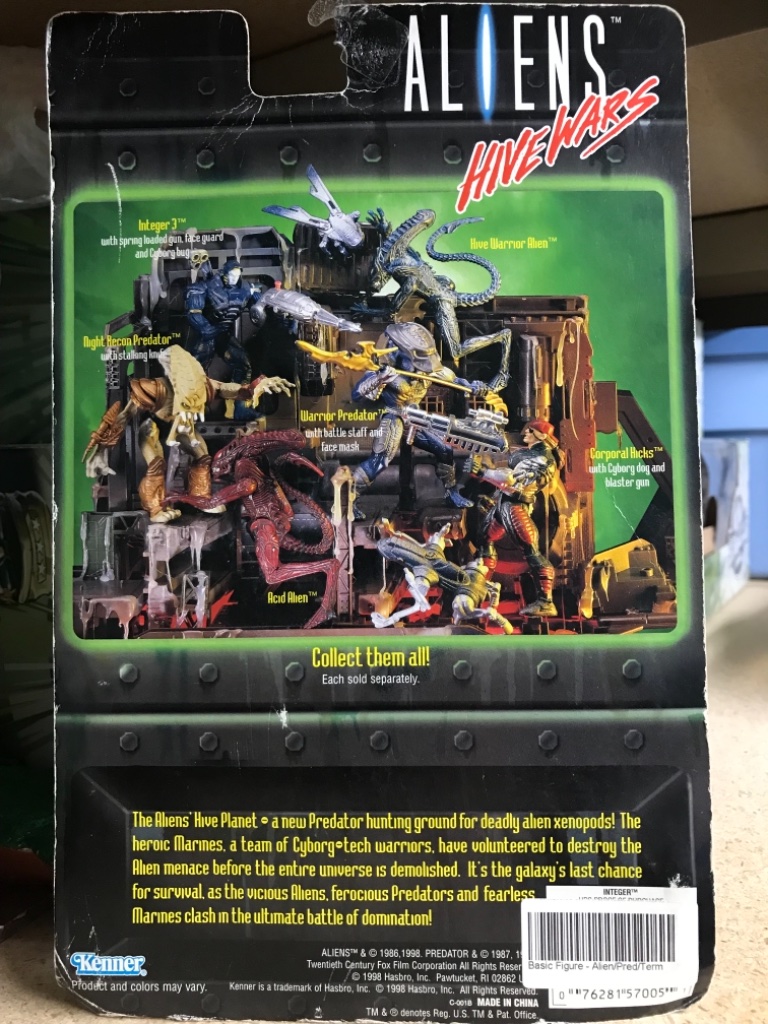 ALIENS™
HIVE WARS
Integer 3™
with spring loaded gun, face guard
and Cyborg bug
Hive Warrior Alien™
Night Recon Predator™
with stalking knife
Warrior Predator™
with battle staff and
face mask
Corporal Hicks™
with Cyborg dog and
blaster gun
Acid Alien™
Collect them all!
Each sold separately.
The Aliens' Hive Planet • a new Predator hunting ground for deadly alien xenopods! The
heroic Marines, a team of Cyborg•tech warriors, have volunteered to destroy the
Alien menace before the entire universe is demolished. It's the galaxy's last chance
for survival, as the vicious Aliens, ferocious Predators and fearless
Marines clash in the ultimate battle of domination!
INTEGER™
Basic Figure - Alien/Pred/Term
0 76281 57005
Kenner
Product and colors may vary.
ALIENS™ & © 1986,1998. PREDATOR & © 1987,
Twentieth Century Fox Film Corporation All Rights
© 1998 Hasbro, Inc. Pawtucket, RI 02862
Kenner is a trademark of Hasbro, Inc. © 1998 Hasbro, Inc. All Rights Reserved.
C-001B MADE IN CHINA
TM & ® denotes Reg. U.S. TM & Pat. Office.